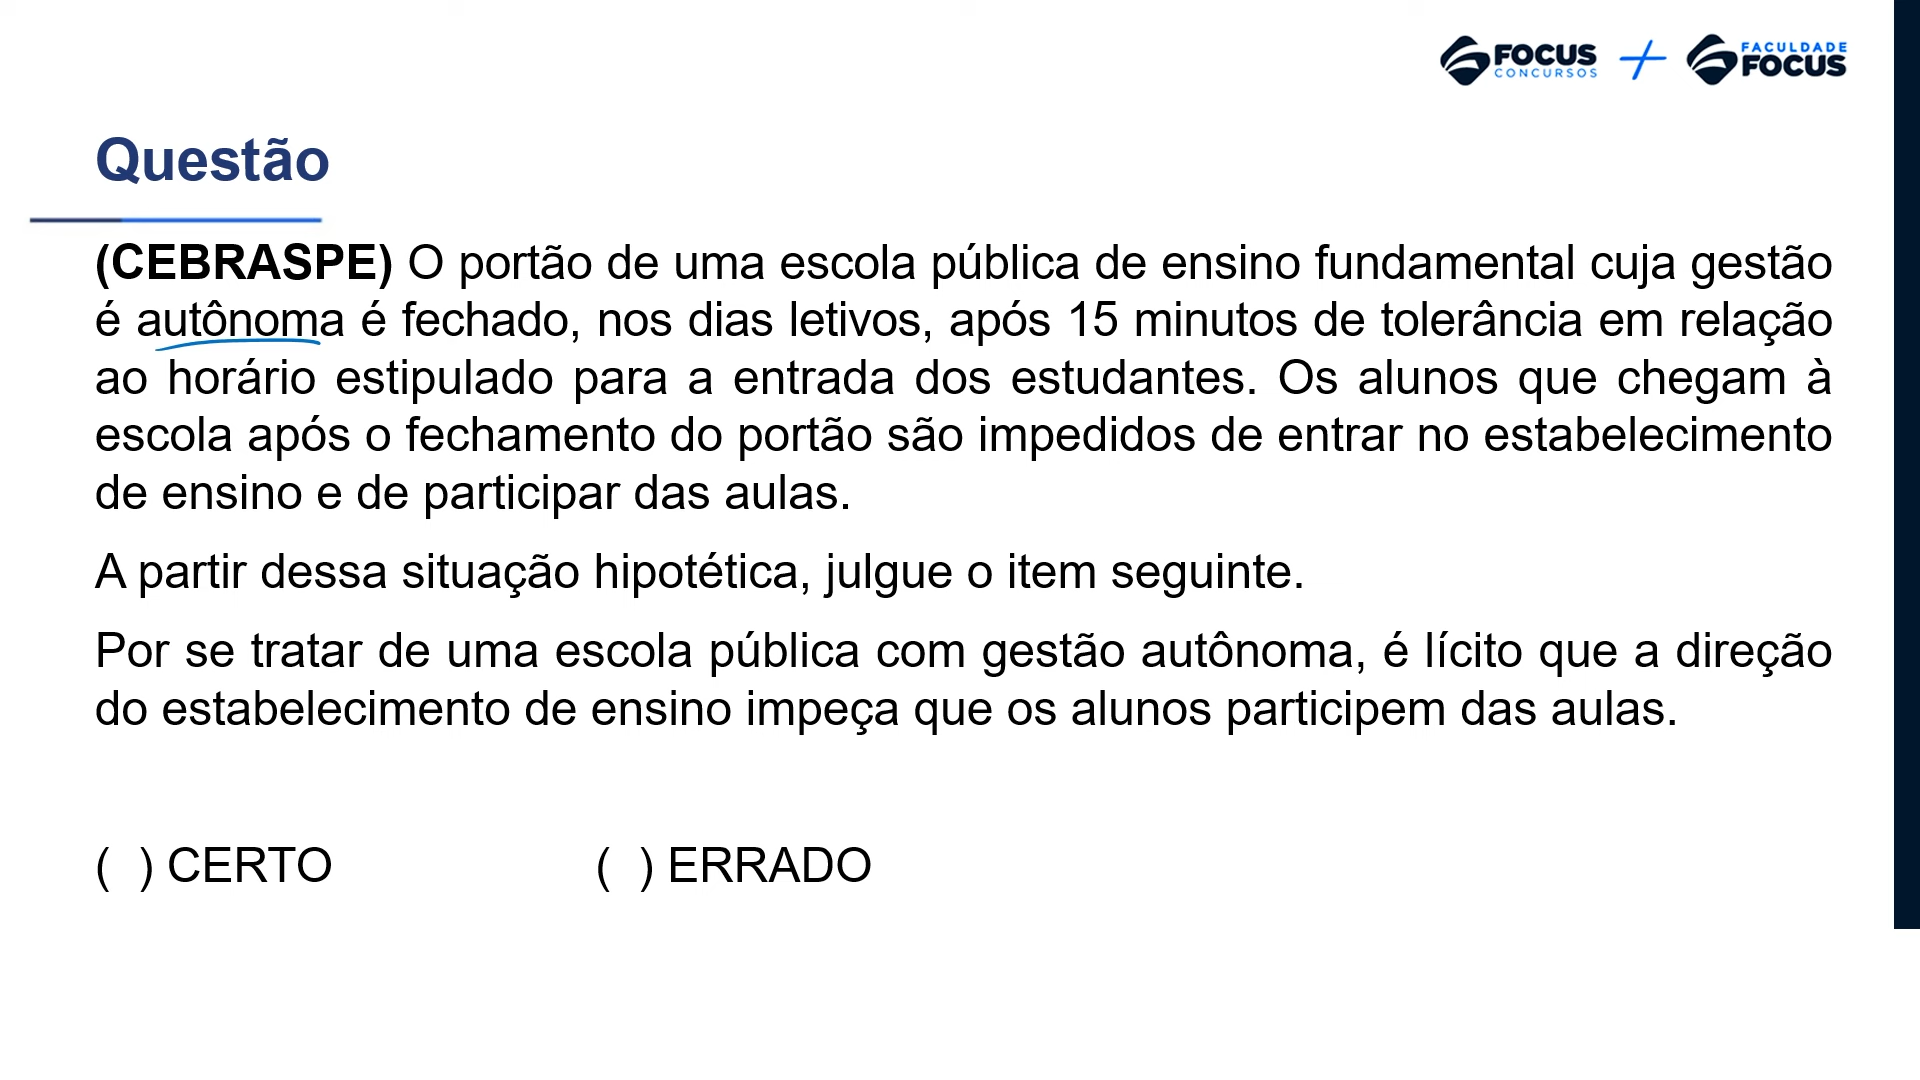 FOCUS CONCURSOS + FACULDADE FOCUS
Questão
(CEBRASPE) O portão de uma escola pública de ensino fundamental cuja gestão
é autônoma é fechado, nos dias letivos, após 15 minutos de tolerância em relação
ao horário estipulado para a entrada dos estudantes. Os alunos que chegam à
escola após o fechamento do portão são impedidos de entrar no estabelecimento
de ensino e de participar das aulas.
A partir dessa situação hipotética, julgue o item seguinte.
Por se tratar de uma escola pública com gestão autônoma, é lícito que a direção
do estabelecimento de ensino impeça que os alunos participem das aulas.
( ) CERTO ( ) ERRADO